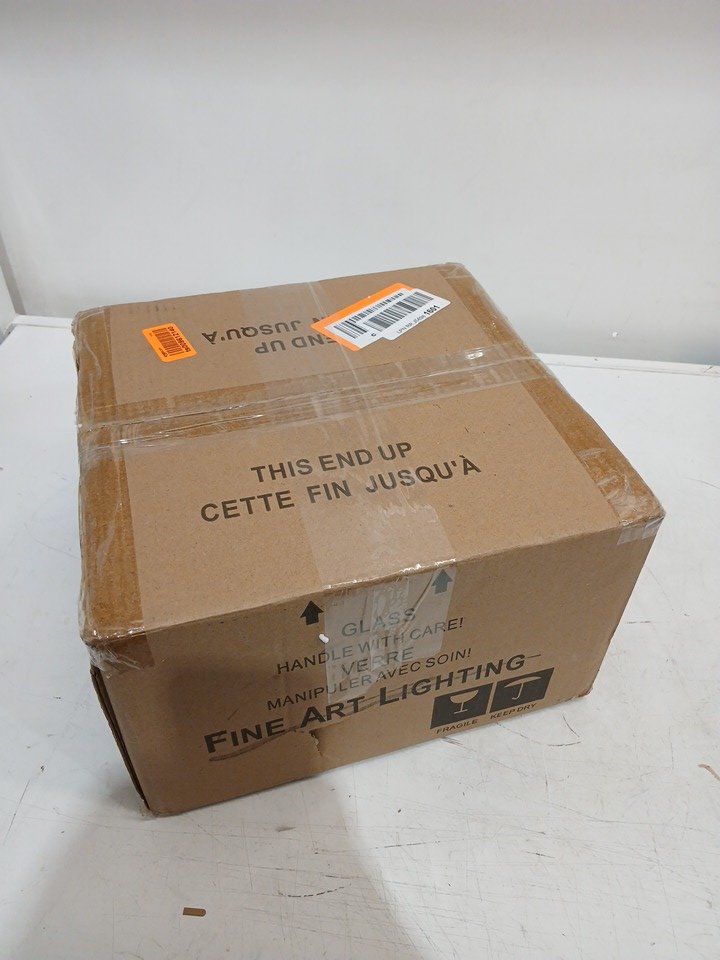 END UP
JUSQU'À
1601
THIS END UP
CETTE FIN JUSQU'À
GLASS
HANDLE WITH CARE!
VERRE
MANIPULER AVEC SOIN!
FINE ART LIGHTING
FRAGILE KEEP DRY